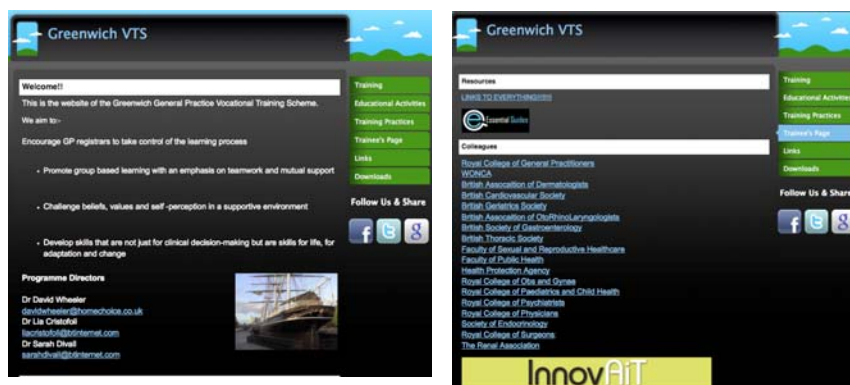 Greenwich VTS
Welcome!!
This is the website of the Greenwich General Practice Vocational Training Scheme.
We aim to:-
Encourage GP registrars to take control of the learning process
• Promote group based learning with an emphasis on teamwork and mutual support
• Challenge beliefs, values and self -perception in a supportive environment
• Develop skills that are not just for clinical decision-making but are skills for life, for
adaptation and change
Programme Directors
Dr David Wheeler
davidwheeler@homechoice.co.uk
Dr Lia Cristofoli
liacristofoli@btinternet.com
Dr Sarah Divall
sarahdivall@btinternet.com
Training
Educational Activities
Training Practices
Trainee's Page
Links
Downloads
Follow Us & Share
Greenwich VTS
Resources
LINKS TO EVERYTHING!!!!!!
Essential Guides
Colleagues
Royal College of General Practitioners
WONCA
British Assocaition of Dermatologists
British Cardiovascular Society
British Geriatrics Society
British Assocaition of OtoRhinoLaryngologists
British Society of Gastroenterology
British Thoracic Society
Faculty of Sexual and Reproductive Healthcare
Faculty of Public Health
Health Protection Agency
Royal College of Obs and Gynae
Royal College of Paediatrics and Child Health
Royal College of Psychiatrists
Royal College of Physicians
Society of Endocrinology
Royal College of Surgeons
The Renal Association
InnovAiT
Training
Educational Activities
Training Practices
Trainee's Page
Links
Downloads
Follow Us & Share